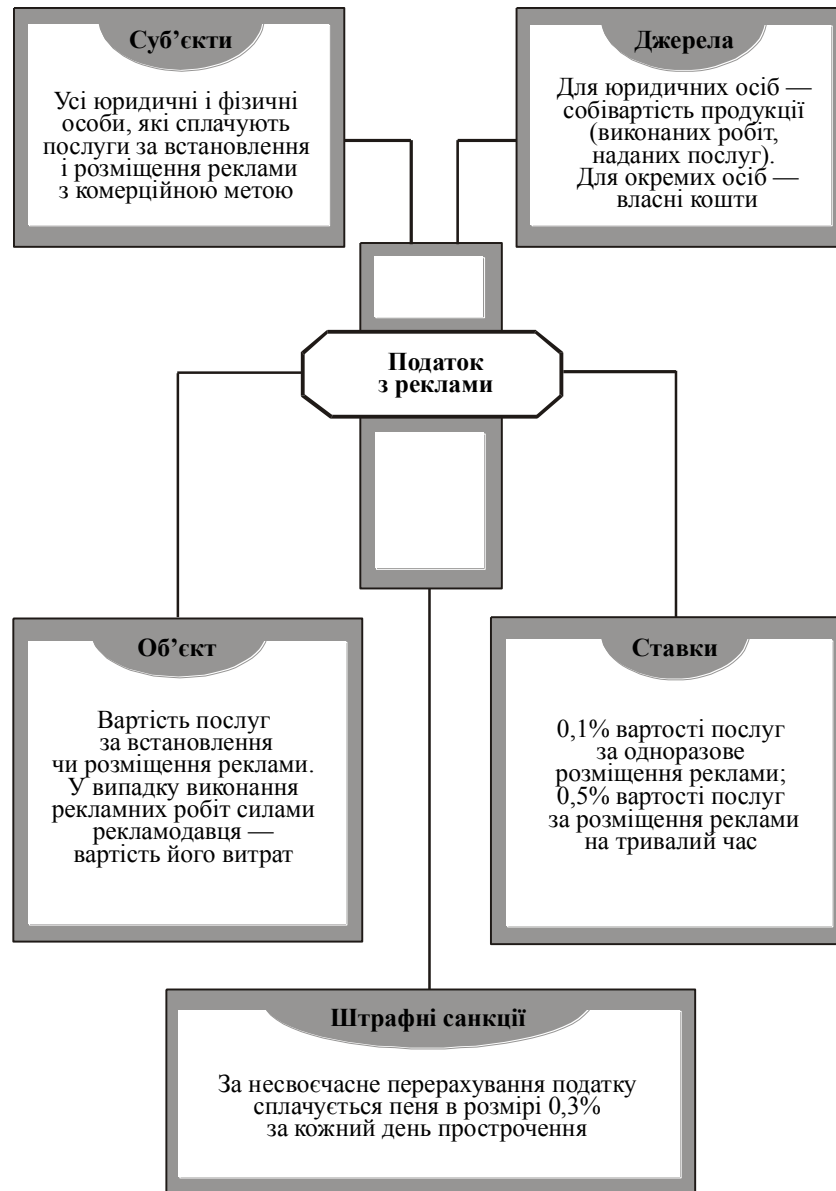 Суб’єкти
Усі юридичні і фізичні
особи, які сплачують
послуги за встановлення
і розміщення реклами
з комерційною метою
Джерела
Для юридичних осіб —
собівартість продукції
(виконаних робіт,
наданих послуг).
Для окремих осіб —
власні кошти
Податок
з реклами
Об’єкт
Вартість послуг
за встановлення
чи розміщення реклами.
У випадку виконання
рекламних робіт силами
рекламодавця —
вартість його витрат
Ставки
0,1% вартості послуг
за одноразове
розміщення реклами;
0,5% вартості послуг
за розміщення реклами
на тривалий час
Штрафні санкції
За несвоєчасне перерахування податку
сплачується пеня в розмірі 0,3%
за кожний день прострочення